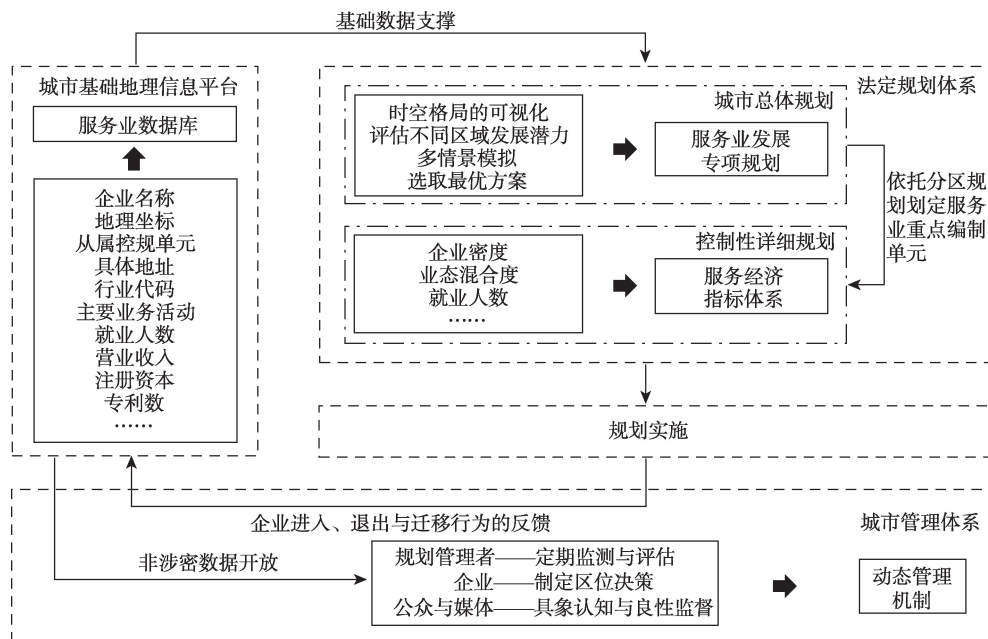 基础数据支撑
城市基础地理信息平台
服务业数据库
企业名称
地理坐标
从属控规单元
具体地址
行业代码
主要业务活动
就业人数
营业收入
注册资本
专利数
……
法定规划体系
城市总体规划
时空格局的可视化
评估不同区域发展潜力
多情景模拟
选取最优方案
服务业发展
专项规划
依托分区规
划划定服务
业重点编制
单元
控制性详细规划
企业密度
业态混合度
就业人数
……
服务经济
指标体系
规划实施
企业进入、退出与迁移行为的反馈
城市管理体系
非涉密数据开放
规划管理者——定期监测与评估
企业——制定区位决策
公众与媒体——具象认知与良性监督
动态管理
机制